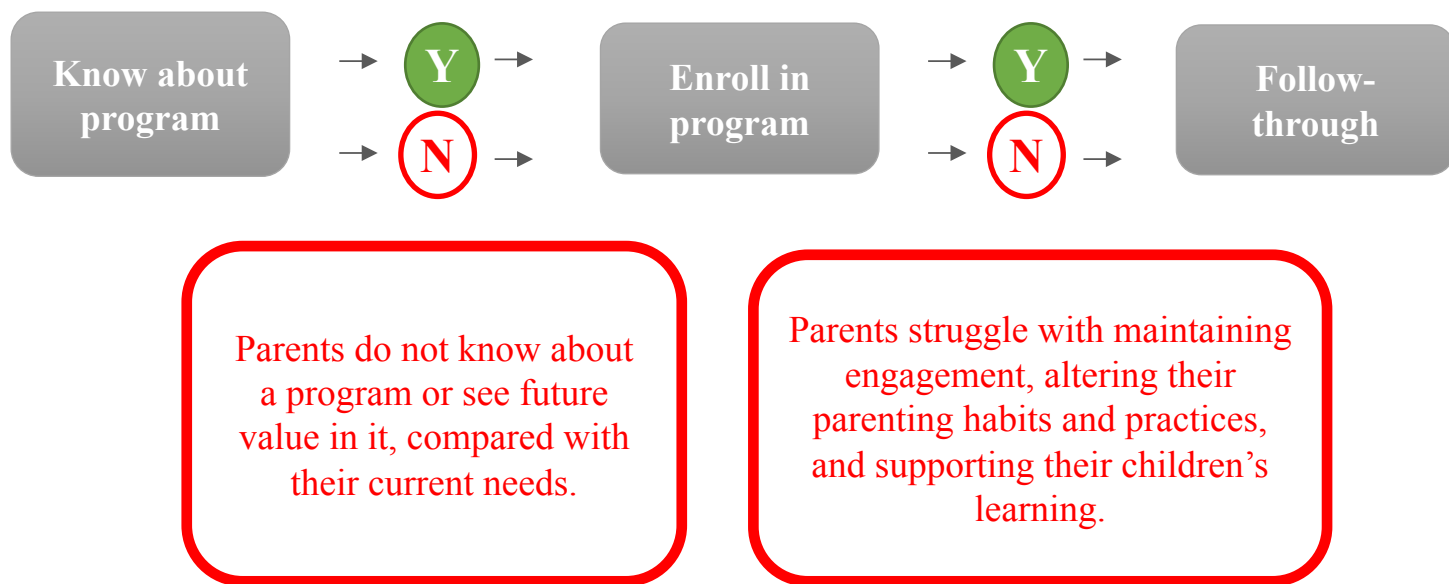 Know about
program
Y
N
Enroll in
program
Y
N
Follow-
through
Parents do not know about
a program or see future
value in it, compared with
their current needs.
Parents struggle with maintaining
engagement, altering their
parenting habits and practices,
and supporting their children’s
learning.